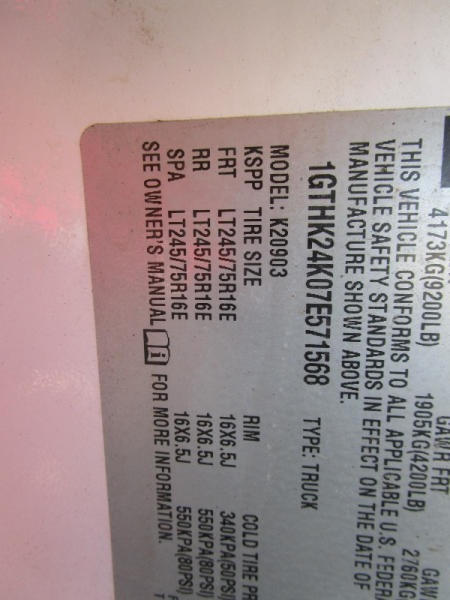 GAWR FRT GAW
4173KG(9200LB) 1905KG(4200LB) 2760KG
THIS VEHICLE CONFORMS TO ALL APPLICABLE U.S. FEDER
VEHICLE SAFETY STANDARDS IN EFFECT ON THE DATE OF
MANUFACTURE SHOWN ABOVE.
1GTHK24K07E571568 TYPE: TRUCK
MODEL: K20903
KSPP TIRE SIZE RIM COLD TIRE PR
FRT LT245/75R16E 16X6.5J 340KPA(50PSI)
RR LT245/75R16E 16X6.5J 550KPA(80PSI)
SPA LT245/75R16E 16X6.5J 550KPA(80PSI)
SEE OWNER'S MANUAL FOR MORE INFORMATION.